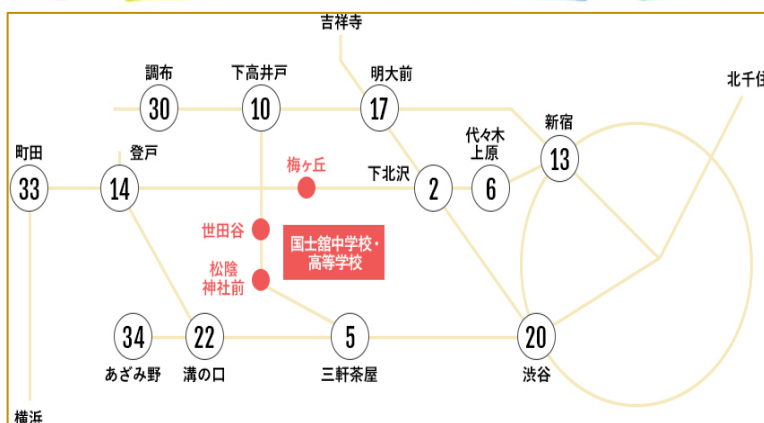 吉祥寺
調布
下高井戸
明大前
北千住
30
10
17
代々木
上原
新宿
13
町田
登戸
梅ヶ丘
下北沢
33
14
2
6
世田谷
国士舘中学校・
高等学校
松陰
神社前
34
22
5
20
あざみ野
溝の口
三軒茶屋
渋谷
横浜